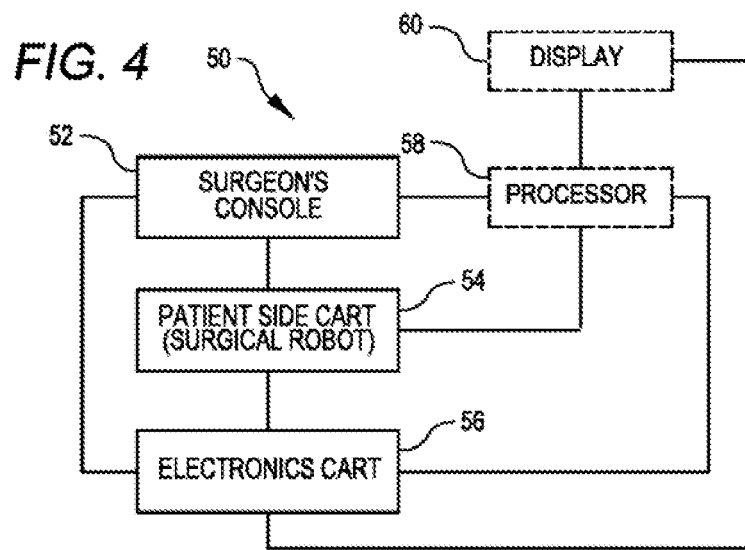 FIG. 4
50
60
DISPLAY
52
SURGEON'S
CONSOLE
58
PROCESSOR
54
PATIENT SIDE CART
(SURGICAL ROBOT)
56
ELECTRONICS CART